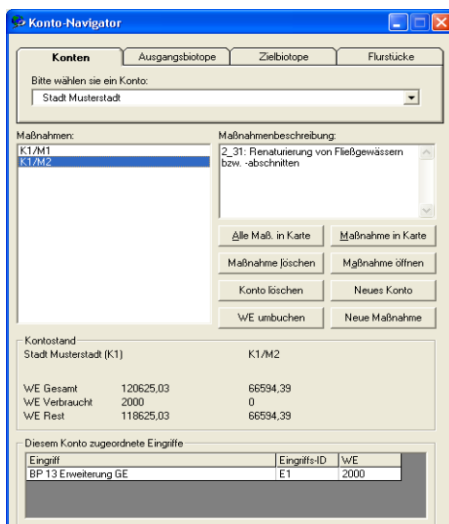 Konto-Navigator
Konten Ausgangsbiotope Zielbiotope Flurstücke
Bitte wählen sie ein Konto:
Stadt Musterstadt
Maßnahmen: Maßnahmenbeschreibung:
K1/M1
K1/M2
2_31: Renaturierung von Fließgewässern
bzw. -abschnitten
Alle Maß. in Karte Maßnahme in Karte
Maßnahme löschen Maßnahme öffnen
Konto löschen Neues Konto
WE umbuchen Neue Maßnahme
Kontostand
Stadt Musterstadt (K1) K1/M2
WE Gesamt 120625,03 66594,39
WE Verbraucht 2000 0
WE Rest 118625,03 66594,39
Diesem Konto zugeordnete Eingriffe
Eingriff Eingriffs-ID WE
BP 13 Erweiterung GE E1 2000